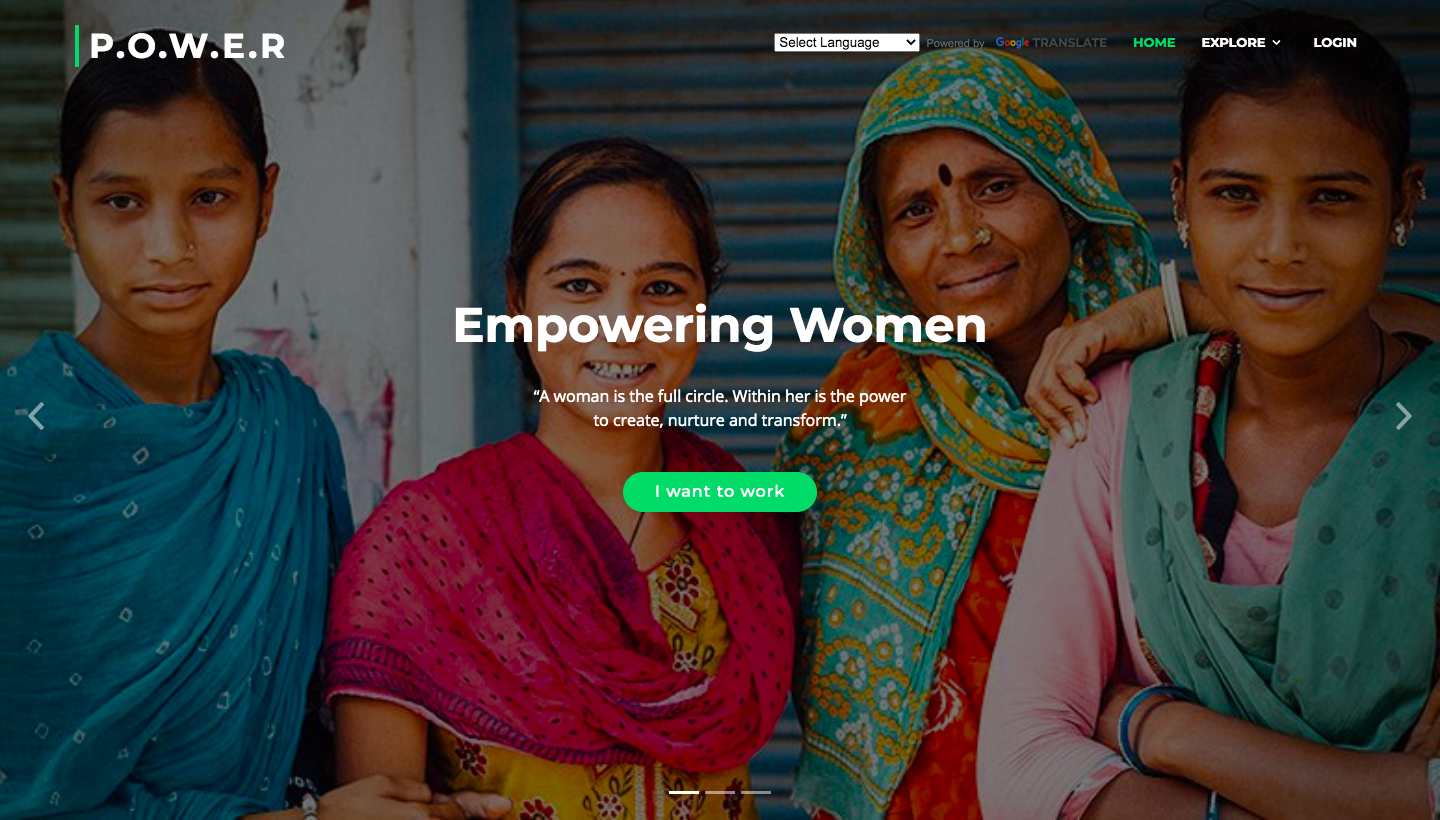 P.O.W.E.R
Select Language
Powered by Google TRANSLATE
HOME
EXPLORE
LOGIN
Empowering Women
“A woman is the full circle. Within her is the power
to create, nurture and transform.”
I want to work